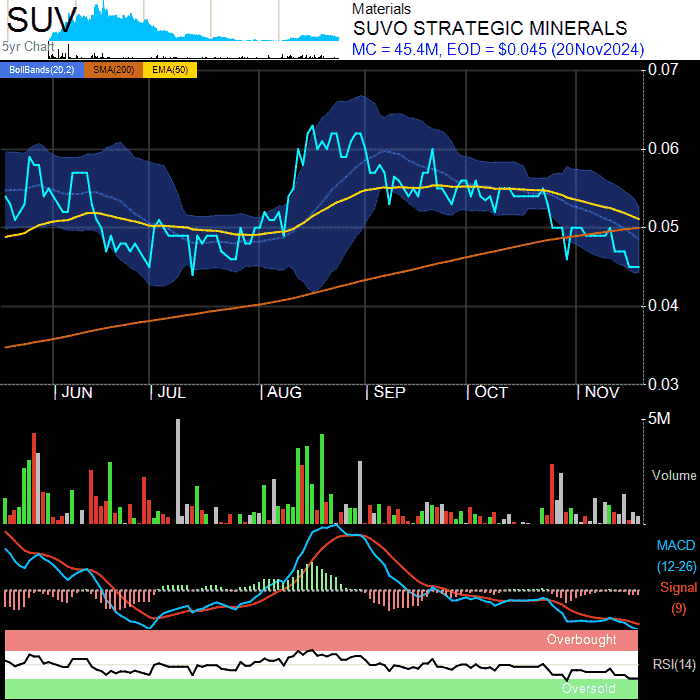 SUV
5yr Chart
Materials
SUVO STRATEGIC MINERALS
MC = 45.4M, EOD = $0.045 (20Nov2024)
BollBands(20,2) SMA(200) EMA(50)
0.07
0.06
0.05
0.04
0.03
JUN JUL AUG SEP OCT NOV
5M
Volume
MACD
(12-26)
Signal
(9)
Overbought
RSI(14)
Oversold